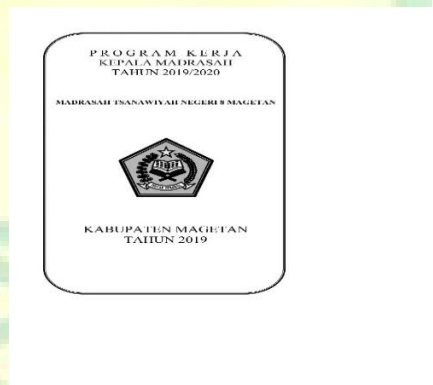 PROGRAM KERJA
KEPALA MADRASAH
TAHUN 2019/2020
MADRASAH TSANAWIYAH NEGERI 8 MAGETAN
KABUPATEN MAGETAN
TAHUN 2019